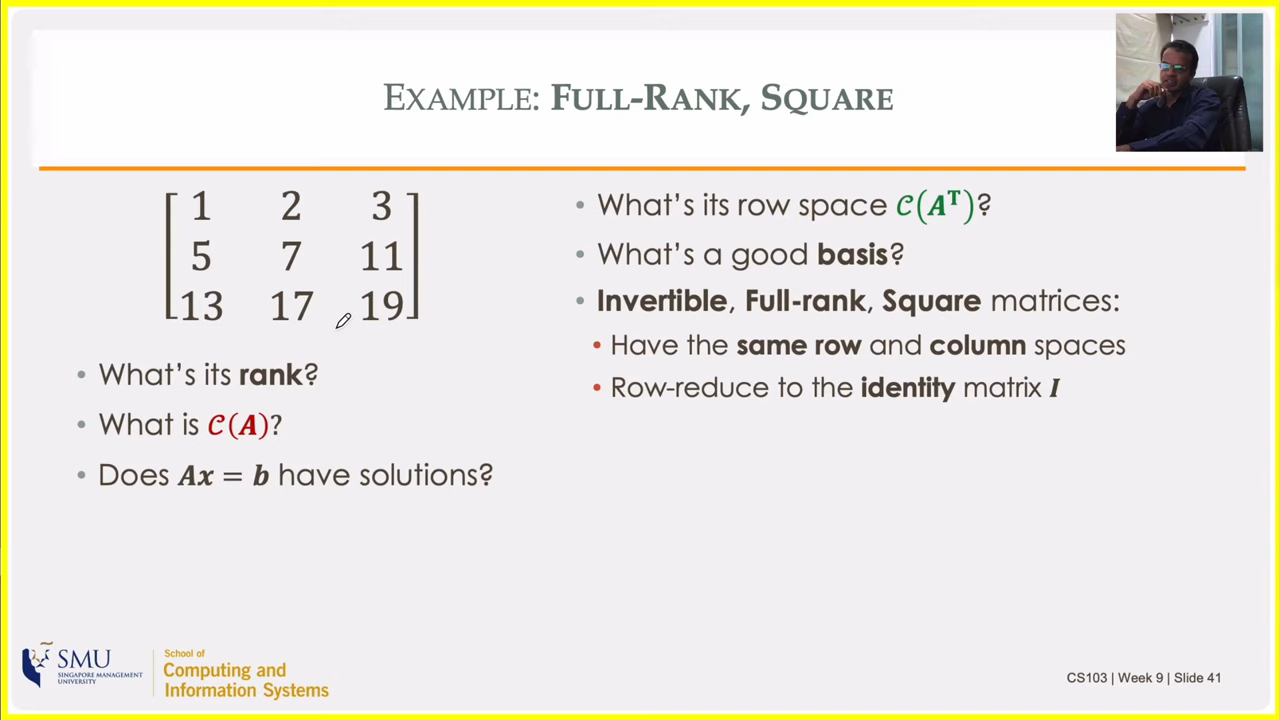 EXAMPLE: FULL-RANK, SQUARE
1 2 3
5 7 11
13 17 19
• What's its rank?
• What is 𝒞(A)?
• Does Ax = b have solutions?
• What's its row space 𝒞(Aᵀ)?
• What's a good basis?
• Invertible, Full-rank, Square matrices:
• Have the same row and column spaces
• Row-reduce to the identity matrix I
SMU
SINGAPORE MANAGEMENT
UNIVERSITY
School of
Computing and
Information Systems
CS103 | Week 9 | Slide 41